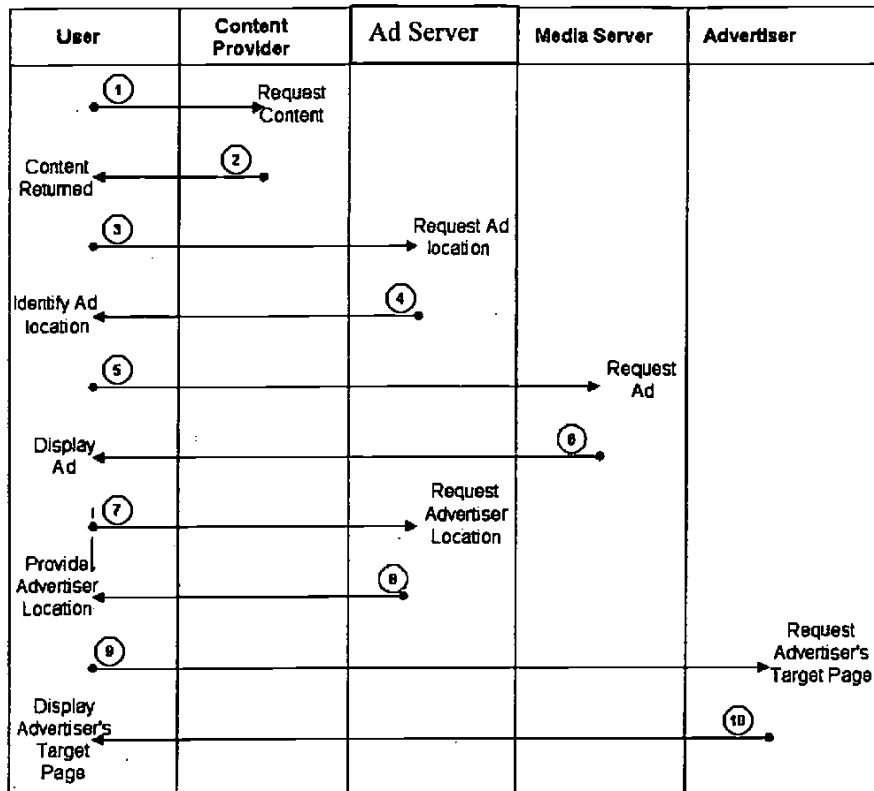 User
Content
Provider
Ad Server
Media Server
Advertiser
1
Request
Content
2
Content
Returned
3
Request Ad
location
4
Identify Ad
location
5
Request
Ad
6
Display
Ad
7
Request
Advertiser
Location
8
Provide
Advertiser
Location
9
Request
Advertiser's
Target Page
10
Display
Advertiser's
Target
Page